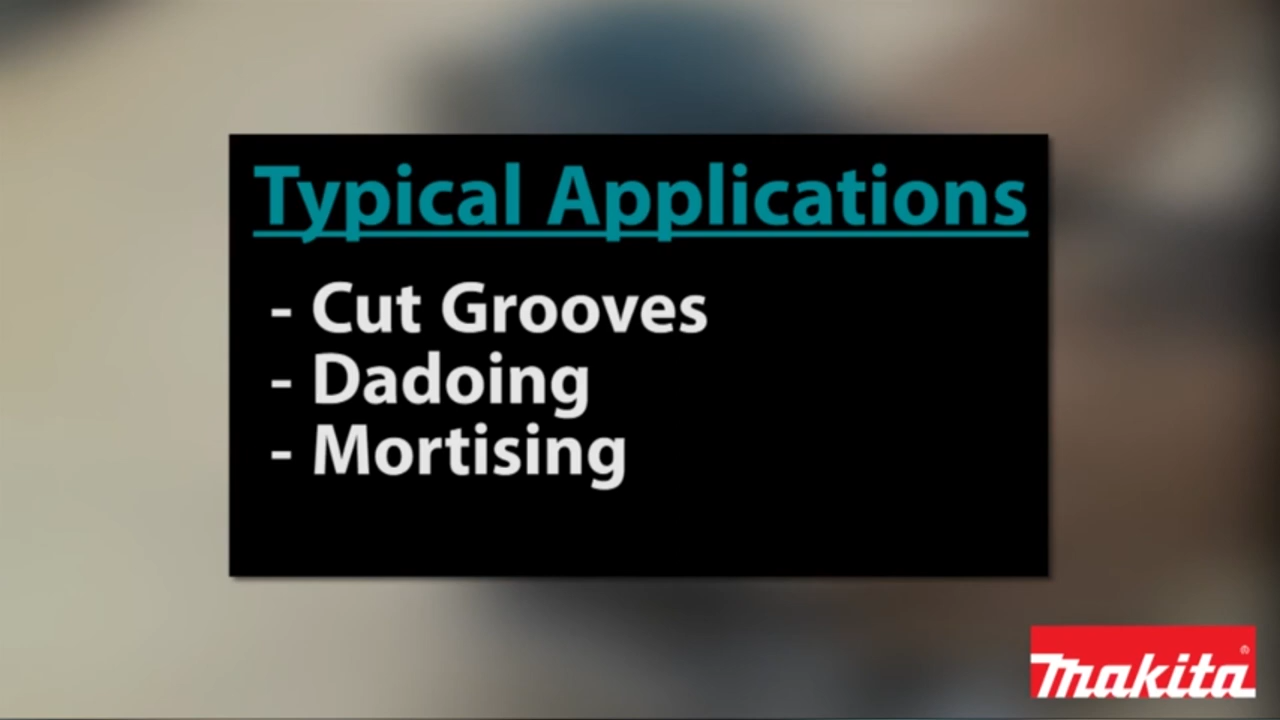 Typical Applications
- Cut Grooves
- Dadoing
- Mortising
makita®